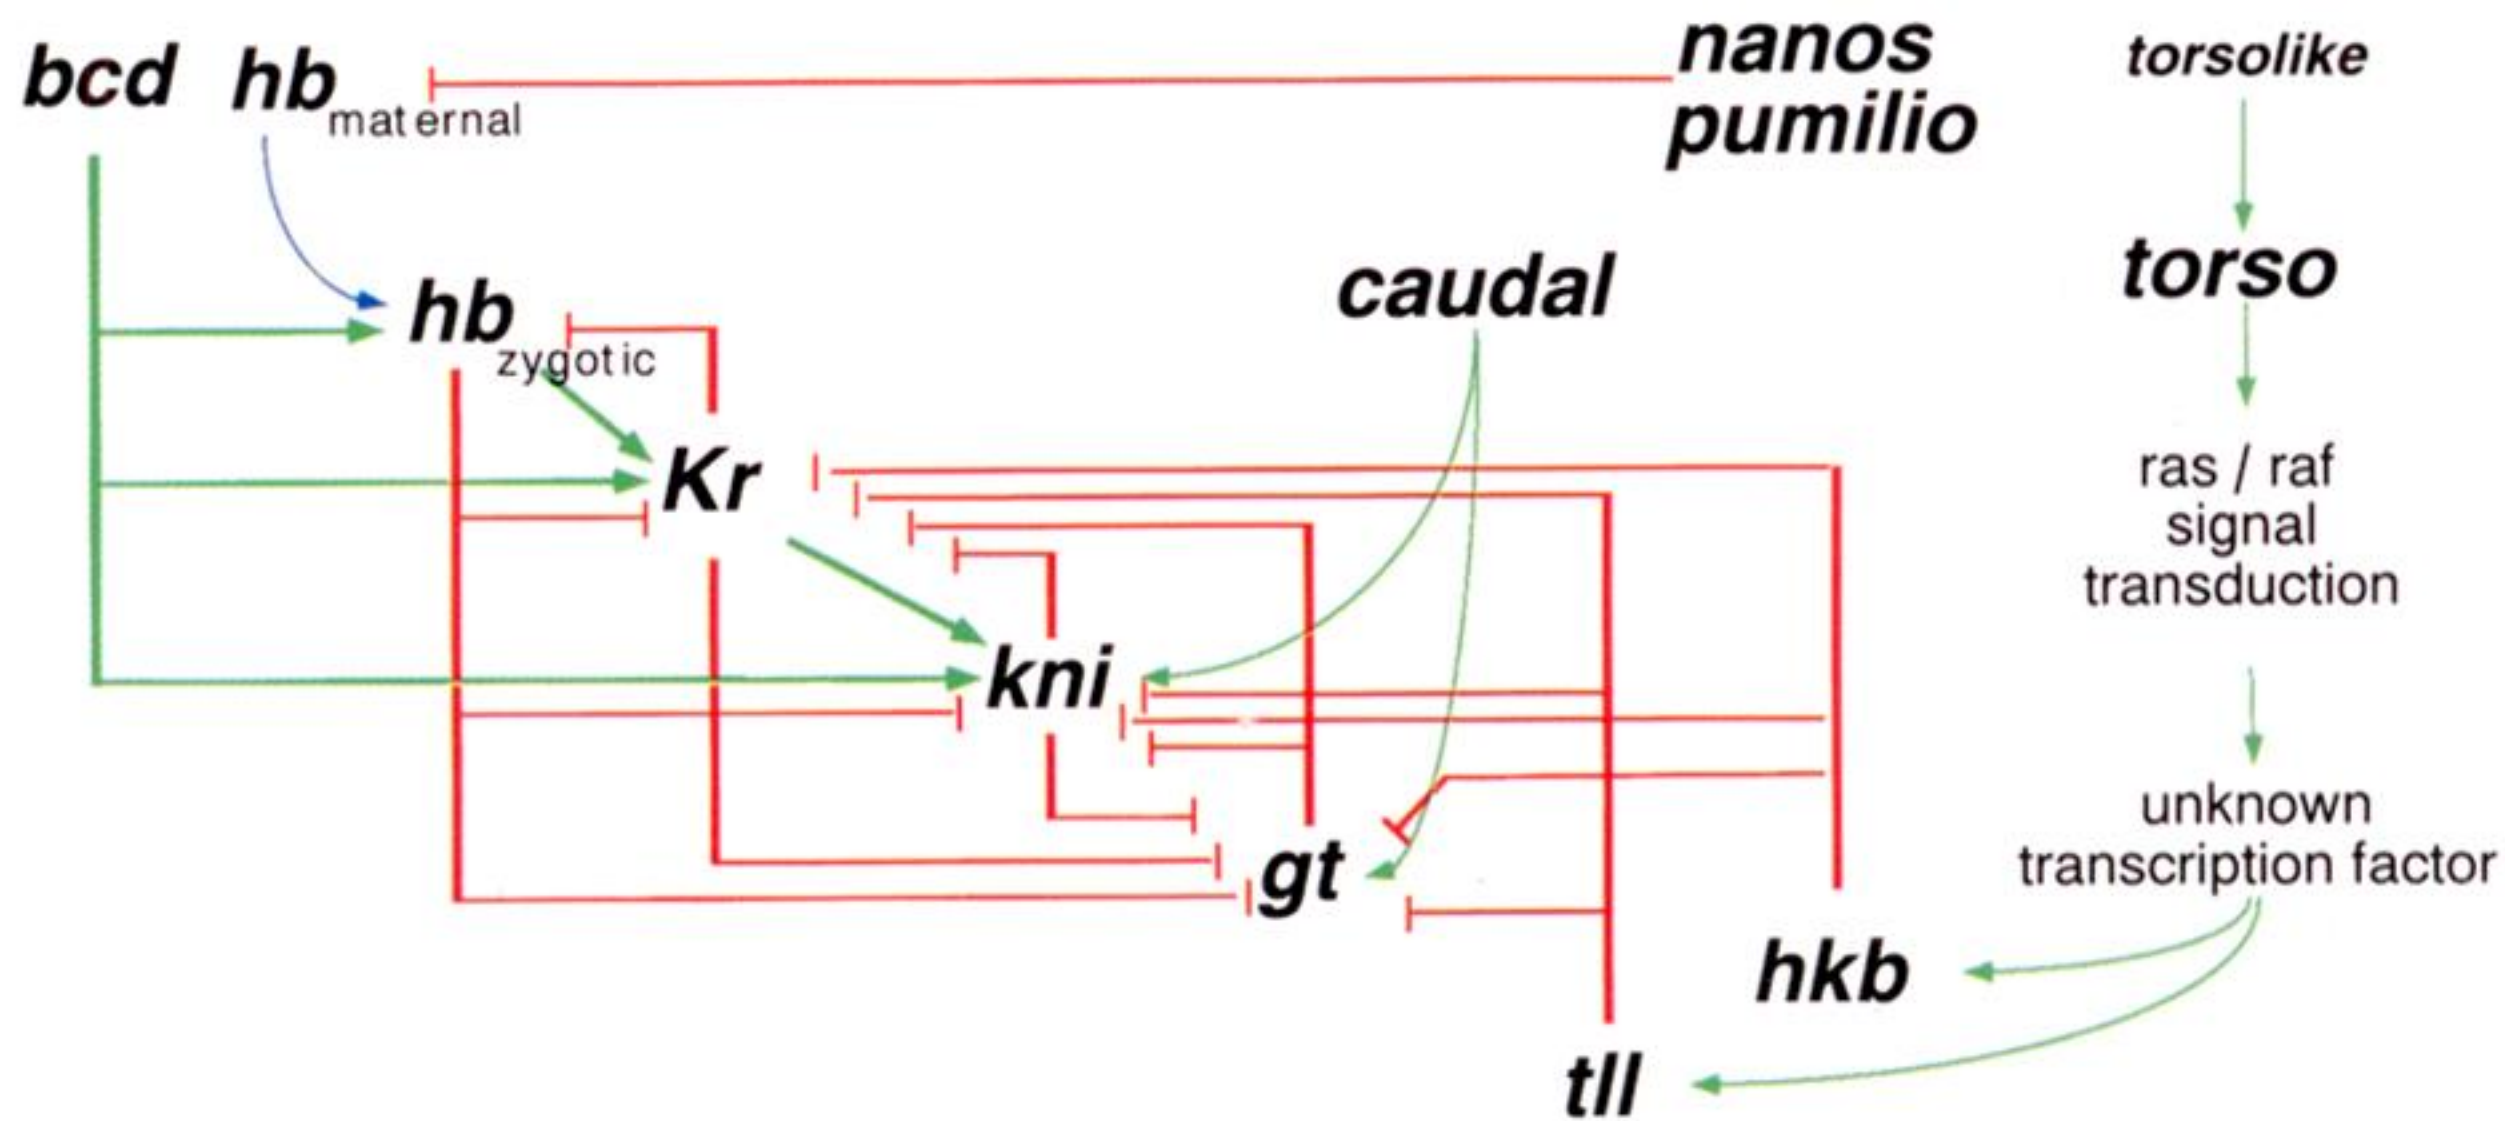 bcd
hb
maternal
nanos
pumilio
torsolike
hb
zygotic
caudal
torso
Kr
ras / raf
signal
transduction
kni
unknown
transcription factor
gt
hkb
tll